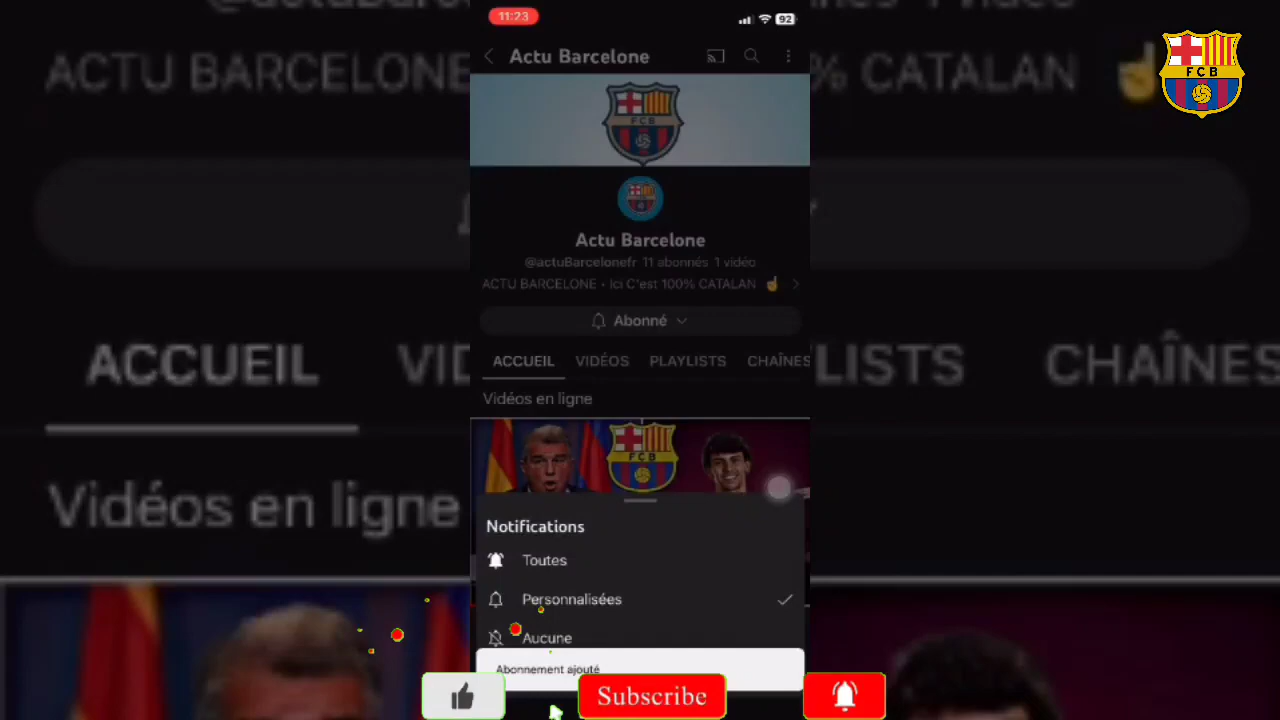 11:23
92
Actu Barcelone
FCB
Actu Barcelone
@actuBarcelonefr 11 abonnés 1 vidéo
ACTU BARCELONE • Ici C'est 100% CATALAN ☝
Abonné
ACCUEIL VIDÉOS PLAYLISTS CHAÎNES
Vidéos en ligne
FCB
Notifications
Toutes
Personnalisées
Aucune
Abonnement ajouté
Subscribe
FCB
ACTU BARCELONE
% CATALAN ☝
ACCUEIL
LISTS
CHAÎNES
Vidéos en ligne